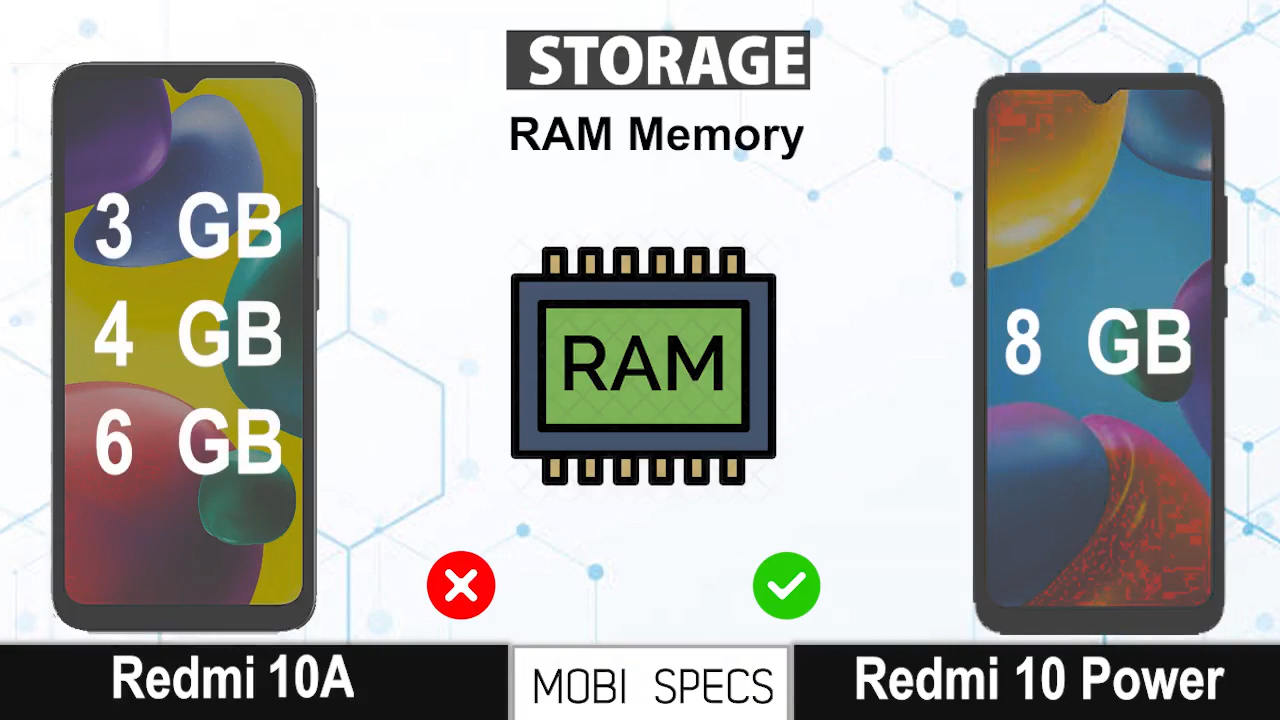 STORAGE
RAM Memory
3 GB
4 GB
6 GB
RAM
8 GB
Redmi 10A
MOBI SPECS
Redmi 10 Power